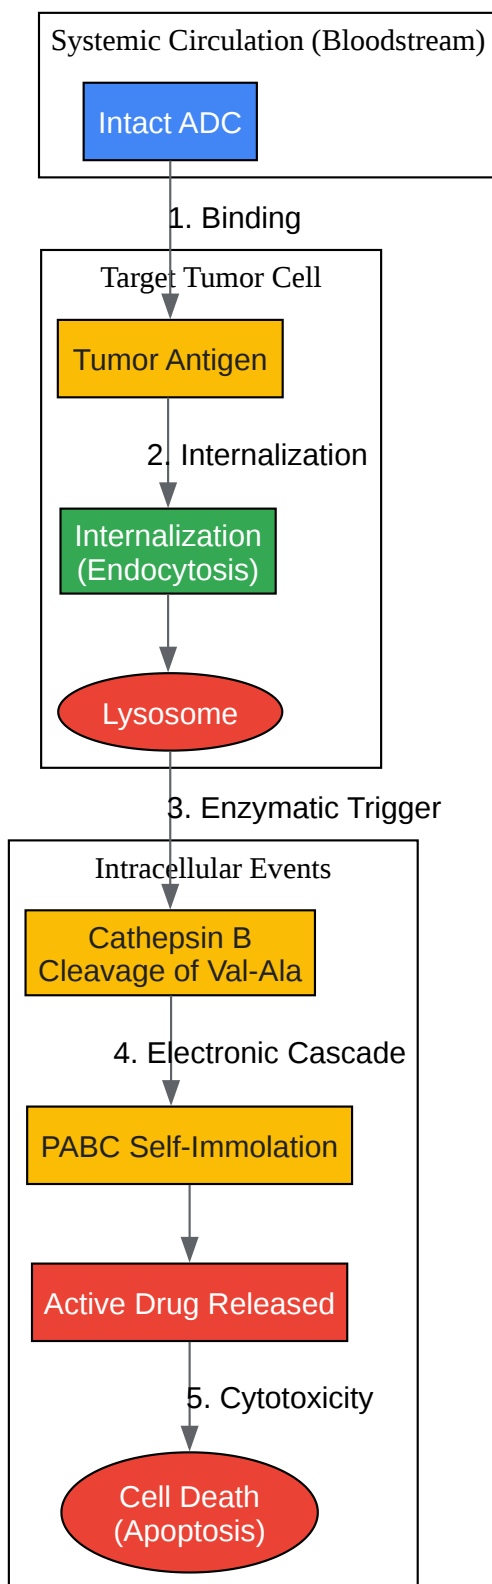 Systemic Circulation (Bloodstream)
Intact ADC
1. Binding
Target Tumor Cell
Tumor Antigen
2. Internalization
Internalization
(Endocytosis)
Lysosome
3. Enzymatic Trigger
Intracellular Events
Cathepsin B
Cleavage of Val-Ala
4. Electronic Cascade
PABC Self-Immolation
Active Drug Released
5. Cytotoxicity
Cell Death
(Apoptosis)